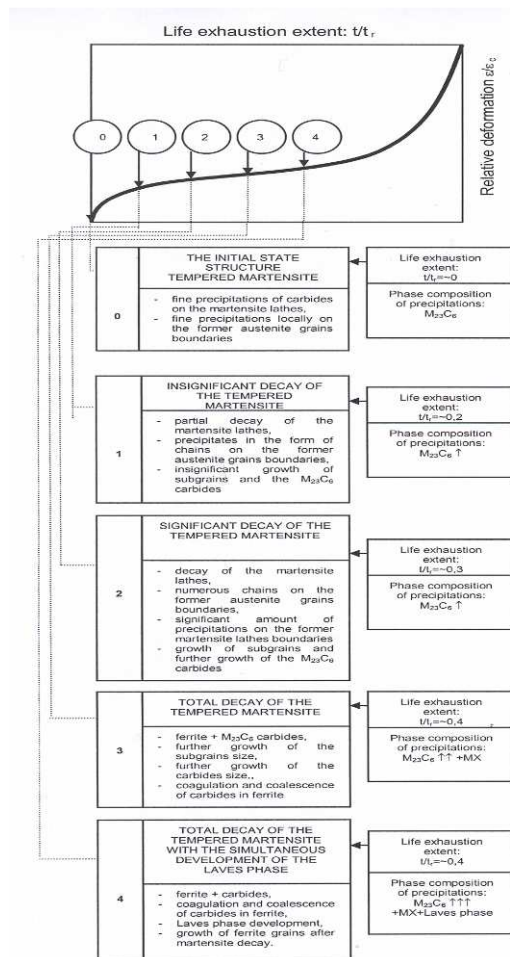 Life exhaustion extent: t/tr
Relative deformation ε/εc
0
1
2
3
4
THE INITIAL STATE
STRUCTURE
TEMPERED MARTENSITE
0
- fine precipitations of carbides
on the martensite lathes,
- fine precipitations locally on
the former austenite grains
boundaries
Life exhaustion
extent:
t/tr=~0
Phase composition
of precipitations:
M23C6
INSIGNIFICANT DECAY OF
THE TEMPERED
MARTENSITE
1
- partial decay of the
martensite lathes,
- precipitates in the form of
chains on the former
austenite grains boundaries,
- insignificant growth of
subgrains and the M23C6
carbides
Life exhaustion
extent:
t/tr=~0,2
Phase composition
of precipitations:
M23C6 ↑
SIGNIFICANT DECAY OF THE
TEMPERED MARTENSITE
2
- decay of the martensite
lathes,
- numerous chains on the
former austenite grains
boundaries,
- significant amount of
precipitations on the former
martensite lathes boundaries
- growth of subgrains and
further growth of the M23C6
carbides
Life exhaustion
extent:
t/tr=~0,3
Phase composition
of precipitations:
M23C6 ↑
TOTAL DECAY OF THE
TEMPERED MARTENSITE
3
- ferrite + M23C6 carbides,
- further growth of the
subgrains size,
- further growth of the
carbides size,,
- coagulation and coalescence
of carbides in ferrite
Life exhaustion
extent:
t/tr=~0,4
Phase composition
of precipitations:
M23C6 ↑↑ +MX
TOTAL DECAY OF THE
TEMPERED MARTENSITE
WITH THE SIMULTANEOUS
DEVELOPMENT OF THE
LAVES PHASE
4
- ferrite + carbides,
- coagulation and coalescence
of carbides in ferrite,
- Laves phase development,
- growth of ferrite grains after
martensite decay.
Life exhaustion
extent:
t/tr=~0,4
Phase composition
of precipitations:
M23C6 ↑↑↑
+MX+Laves phase